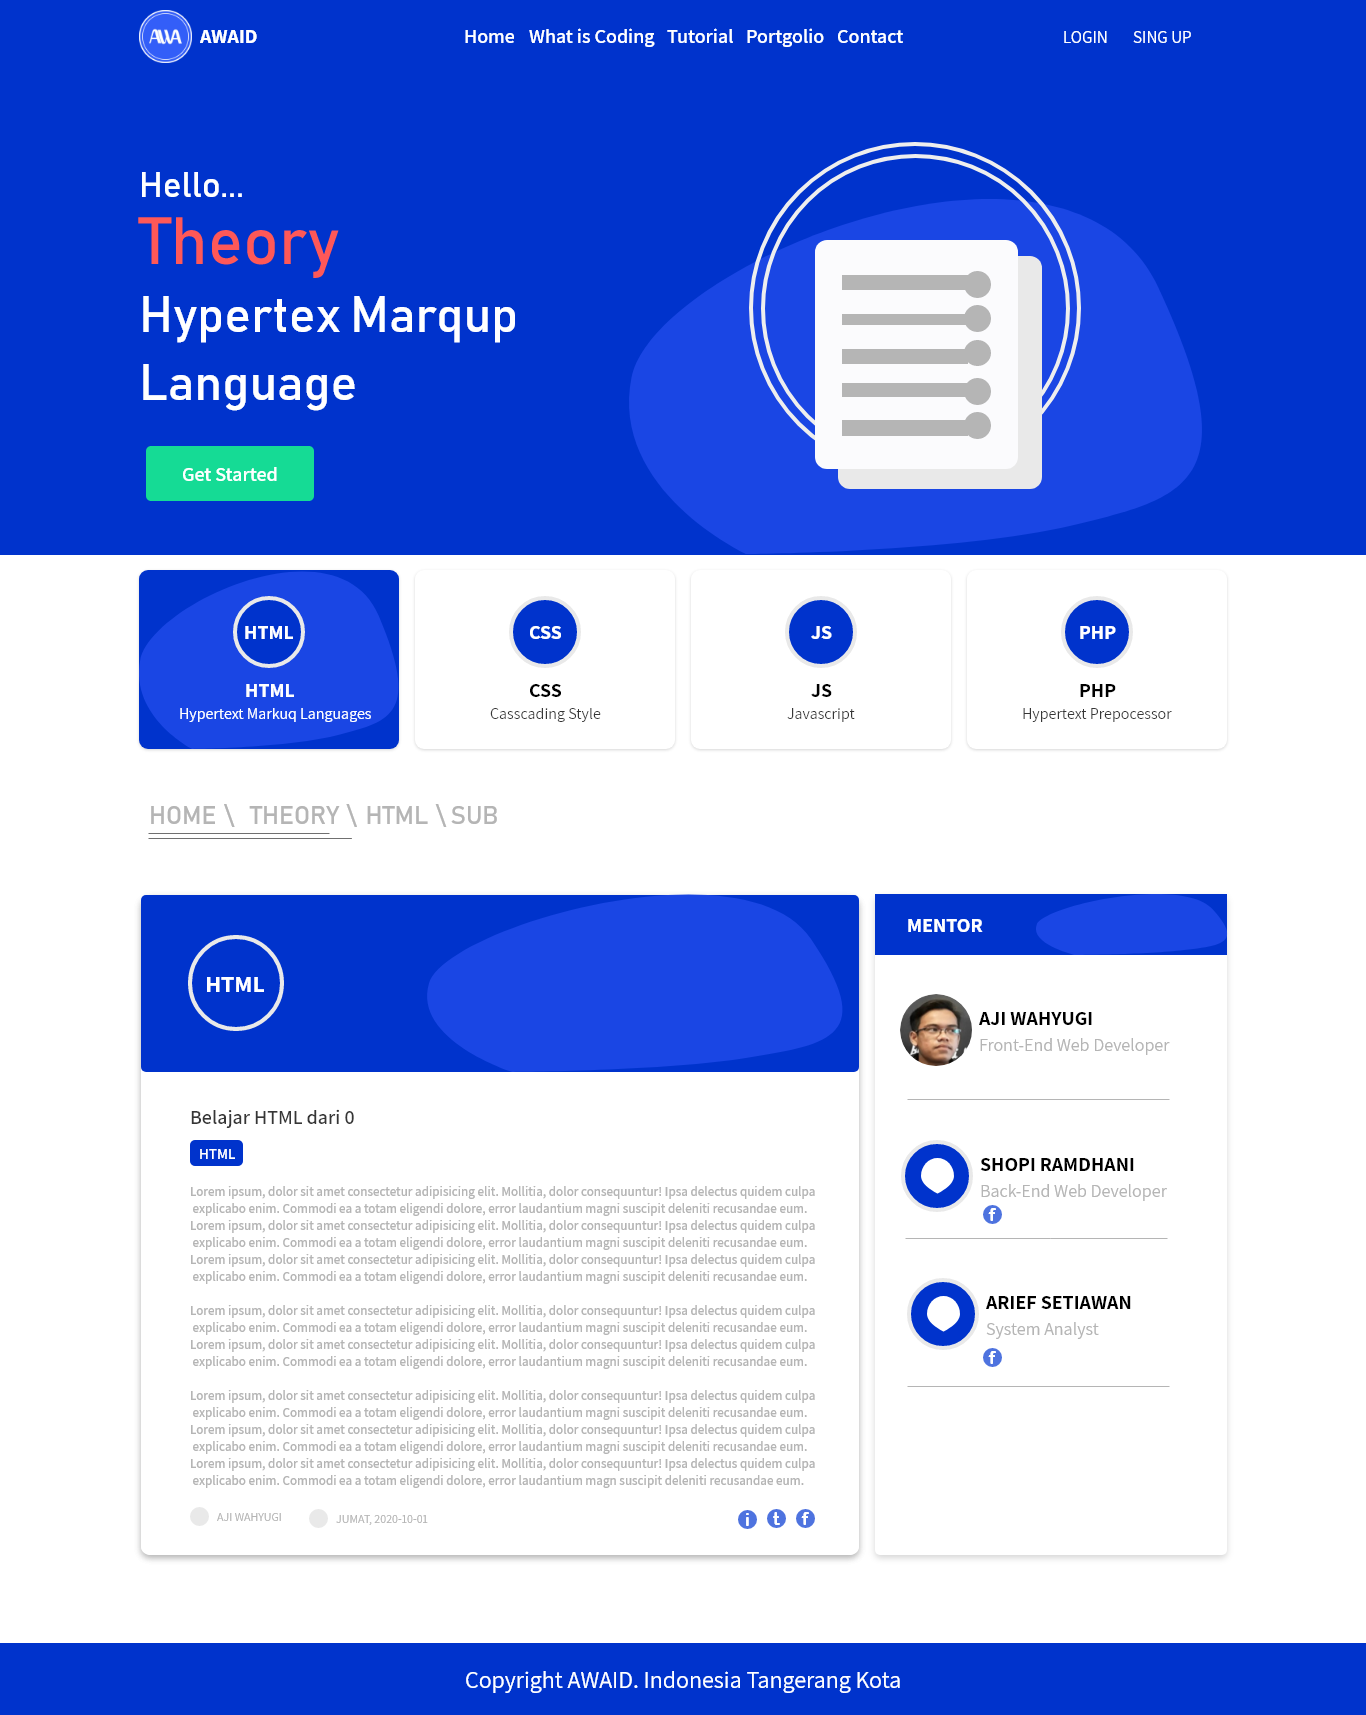 AWA AWAID Home What is Coding Tutorial Portgolio Contact LOGIN SING UP
Hello...
Theory
Hypertex Marqup
Language
Get Started
HTML
HTML
Hypertext Markuq Languages
CSS
CSS
Casscading Style
JS
JS
Javascript
PHP
PHP
Hypertext Prepocessor
HOME \ THEORY \ HTML \ SUB
HTML
Belajar HTML dari 0
HTML
Lorem ipsum, dolor sit amet consectetur adipisicing elit. Mollitia, dolor consequuntur! Ipsa delectus quidem culpa
explicabo enim. Commodi ea a totam eligendi dolore, error laudantium magni suscipit deleniti recusandae eum.
Lorem ipsum, dolor sit amet consectetur adipisicing elit. Mollitia, dolor consequuntur! Ipsa delectus quidem culpa
explicabo enim. Commodi ea a totam eligendi dolore, error laudantium magni suscipit deleniti recusandae eum.
Lorem ipsum, dolor sit amet consectetur adipisicing elit. Mollitia, dolor consequuntur! Ipsa delectus quidem culpa
explicabo enim. Commodi ea a totam eligendi dolore, error laudantium magni suscipit deleniti recusandae eum.
Lorem ipsum, dolor sit amet consectetur adipisicing elit. Mollitia, dolor consequuntur! Ipsa delectus quidem culpa
explicabo enim. Commodi ea a totam eligendi dolore, error laudantium magni suscipit deleniti recusandae eum.
Lorem ipsum, dolor sit amet consectetur adipisicing elit. Mollitia, dolor consequuntur! Ipsa delectus quidem culpa
explicabo enim. Commodi ea a totam eligendi dolore, error laudantium magni suscipit deleniti recusandae eum.
Lorem ipsum, dolor sit amet consectetur adipisicing elit. Mollitia, dolor consequuntur! Ipsa delectus quidem culpa
explicabo enim. Commodi ea a totam eligendi dolore, error laudantium magni suscipit deleniti recusandae eum.
Lorem ipsum, dolor sit amet consectetur adipisicing elit. Mollitia, dolor consequuntur! Ipsa delectus quidem culpa
explicabo enim. Commodi ea a totam eligendi dolore, error laudantium magni suscipit deleniti recusandae eum.
Lorem ipsum, dolor sit amet consectetur adipisicing elit. Mollitia, dolor consequuntur! Ipsa delectus quidem culpa
explicabo enim. Commodi ea a totam eligendi dolore, error laudantium magn suscipit deleniti recusandae eum.
AJI WAHYUGI JUMAT, 2020-10-01 i t f
MENTOR
AJI WAHYUGI
Front-End Web Developer
SHOPI RAMDHANI
Back-End Web Developer
f
ARIEF SETIAWAN
System Analyst
f
Copyright AWAID. Indonesia Tangerang Kota